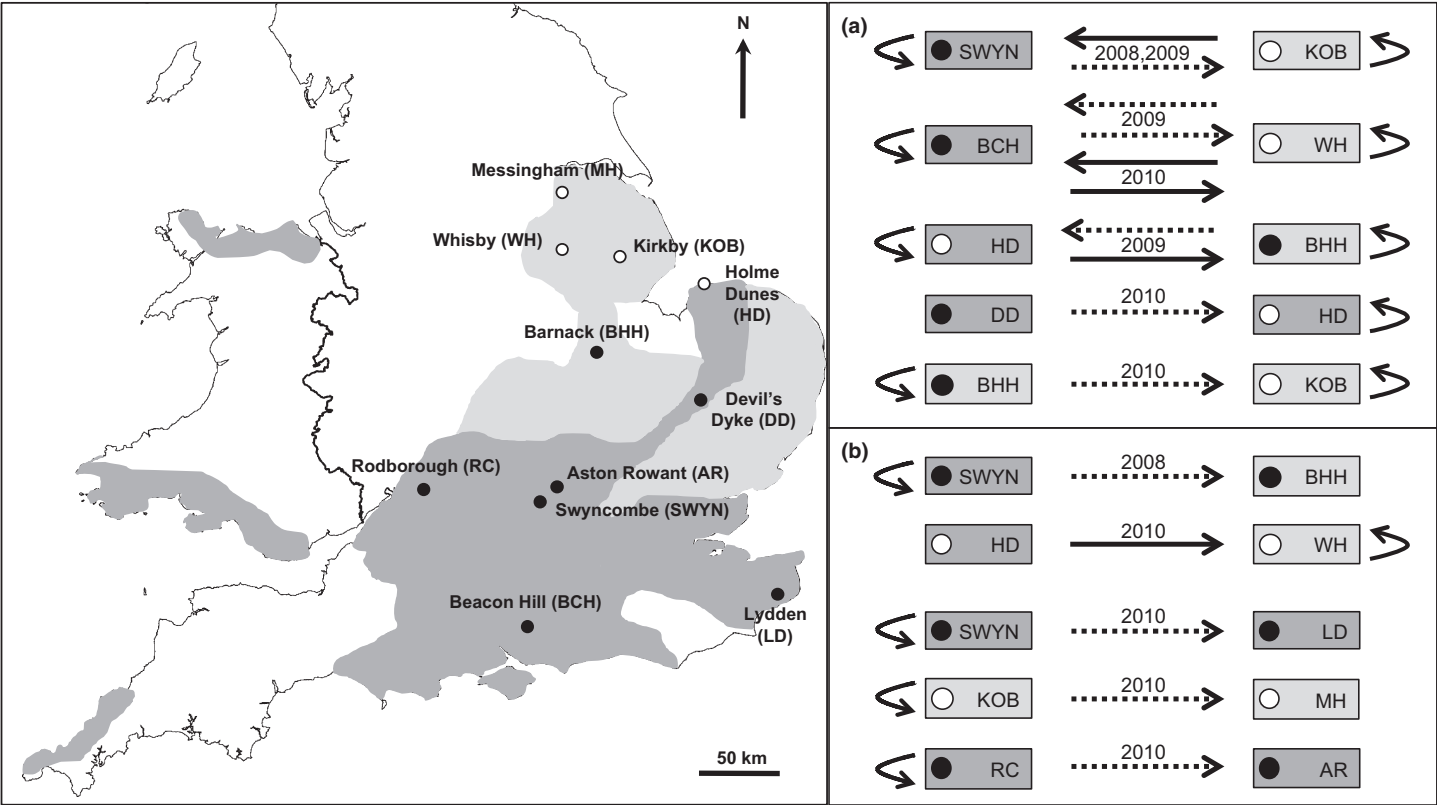 N
Messingham (MH)
Whisby (WH)
Kirkby (KOB)
Holme
Dunes
(HD)
Barnack (BHH)
Devil's
Dyke (DD)
Rodborough (RC)
Aston Rowant (AR)
Swyncombe (SWYN)
Beacon Hill (BCH)
Lydden
(LD)
50 km
(a)
SWYN
2008,2009
KOB
BCH
2009
WH
2010
HD
2009
BHH
DD
2010
HD
BHH
2010
KOB
(b)
SWYN
2008
BHH
HD
2010
WH
SWYN
2010
LD
KOB
2010
MH
RC
2010
AR